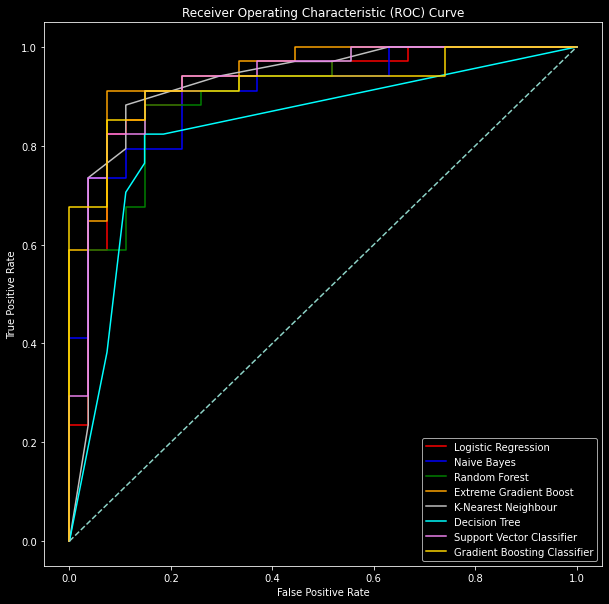 Receiver Operating Characteristic (ROC) Curve
1.0
0.8
0.6
0.4
0.2
0.0
True Positive Rate
Logistic Regression
Naive Bayes
Random Forest
Extreme Gradient Boost
K-Nearest Neighbour
Decision Tree
Support Vector Classifier
Gradient Boosting Classifier
0.0 0.2 0.4 0.6 0.8 1.0
False Positive Rate